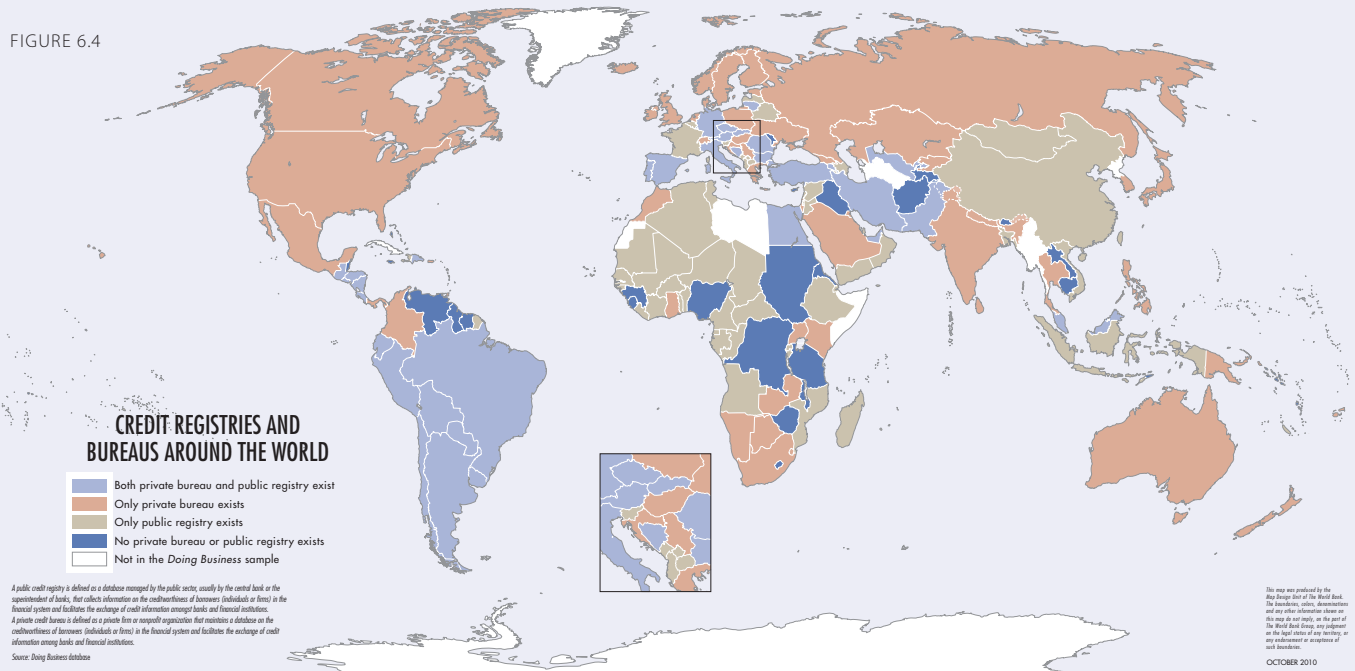 FIGURE 6.4
CREDIT REGISTRIES AND
BUREAUS AROUND THE WORLD
Both private bureau and public registry exist
Only private bureau exists
Only public registry exists
No private bureau or public registry exists
Not in the Doing Business sample
A public credit registry is defined as a database managed by the public sector, usually by the central bank or the
superintendent of banks, that collects information on the creditworthiness of borrowers (individuals or firms) in the
financial system and facilitates the exchange of credit information amongst banks and financial institutions.
A private credit bureau is defined as a private firm or nonprofit organization that maintains a database on the
creditworthiness of borrowers (individuals or firms) in the financial system and facilitates the exchange of credit
information among banks and financial institutions.
Source: Doing Business database
This map was produced by the
Map Design Unit of The World Bank.
The boundaries, colors, denominations
and any other information shown on
this map do not imply, on the part of
The World Bank Group, any judgment
on the legal status of any territory, or
any endorsement or acceptance of
such boundaries.
OCTOBER 2010